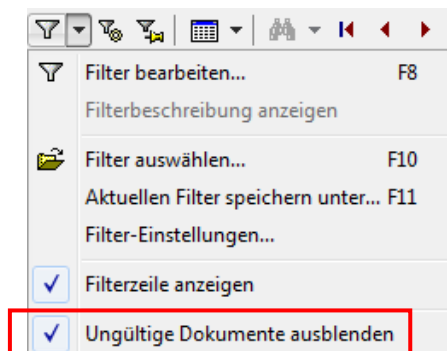 Filter bearbeiten... F8
Filterbeschreibung anzeigen
Filter auswählen... F10
Aktuellen Filter speichern unter... F11
Filter-Einstellungen...
Filterzeile anzeigen
Ungültige Dokumente ausblenden